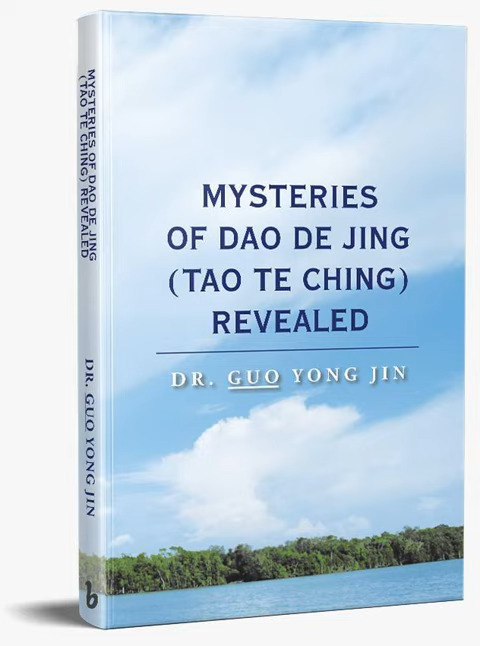 MYSTERIES OF DAO DE JING
(TAO TE CHING) REVEALED
DR. GUO YONG JIN
b
MYSTERIES
OF DAO DE JING
(TAO TE CHING)
REVEALED
DR. GUO YONG JIN